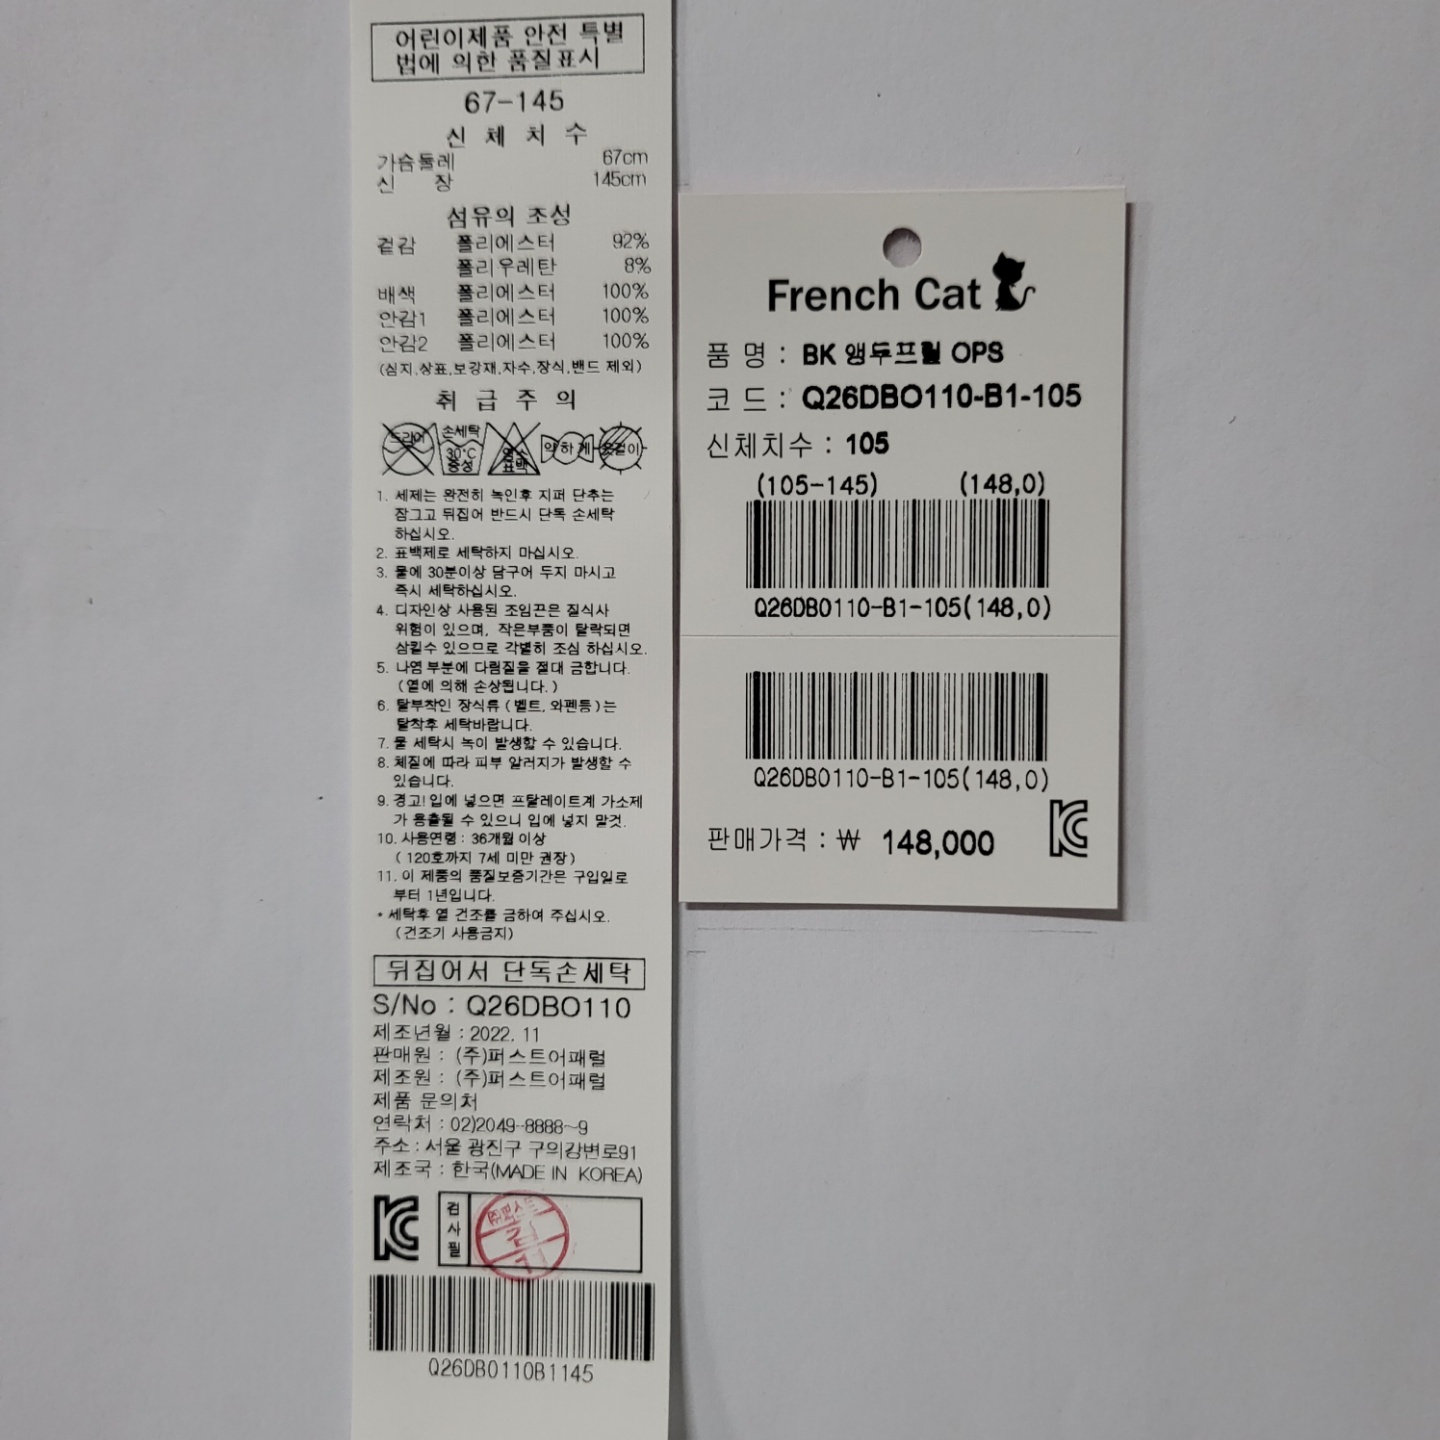 어린이제품 안전 특별
법에 의한 품질표시
67-145
신 체 치 수
가슴둘레 67cm
신 장 145cm
섬유의 조성
겉감 폴리에스터 92%
폴리우레탄 8%
배색 폴리에스터 100%
안감1 폴리에스터 100%
안감2 폴리에스터 100%
(심지,상표,보강재,자수,장식,밴드 제외)
취 급 주 의
드라이
손세탁
30°C
중성
염소
표백
약하게
옷걸이
1. 세제는 완전히 녹인후 지퍼 단추는
잠그고 뒤집어 반드시 단독 손세탁
하십시오.
2. 표백제로 세탁하지 마십시오.
3. 물에 30분이상 담구어 두지 마시고
즉시 세탁하십시오.
4. 디자인상 사용된 조임끈은 질식사
위험이 있으며, 작은부품이 탈락되면
삼킬수 있으므로 각별히 조심 하십시오.
5. 나염 부분에 다림질을 절대 금합니다.
(열에 의해 손상됩니다.)
6. 탈부착인 장식류 (벨트, 와펜등)는
탈착후 세탁바랍니다.
7. 물 세탁시 녹이 발생할 수 있습니다.
8. 체질에 따라 피부 알러지가 발생할 수
있습니다.
9. 경고! 입에 넣으면 프탈레이트계 가소제
가 용출될 수 있으니 입에 넣지 말것.
10. 사용연령 : 36개월 이상
( 120호까지 7세 미만 권장 )
11. 이 제품의 품질보증기간은 구입일로
부터 1년입니다.
* 세탁후 열 건조를 금하여 주십시오.
(건조기 사용금지)
뒤집어서 단독손세탁
S/No : Q26DBO110
제조년월 : 2022. 11
판매원 : (주)퍼스트어패럴
제조원 : (주)퍼스트어패럴
제품 문의처
연락처 : 02)2049-8888~9
주소 : 서울 광진구 구의강변로91
제조국 : 한국(MADE IN KOREA)
검사필
Q26DBO110B1145
French Cat
품 명 : BK 앵두프릴 OPS
코 드 : Q26DBO110-B1-105
신체치수 : 105
(105-145) (148,0)
Q26DBO110-B1-105(148,0)
Q26DBO110-B1-105(148,0)
판매가격 : ₩ 148,000